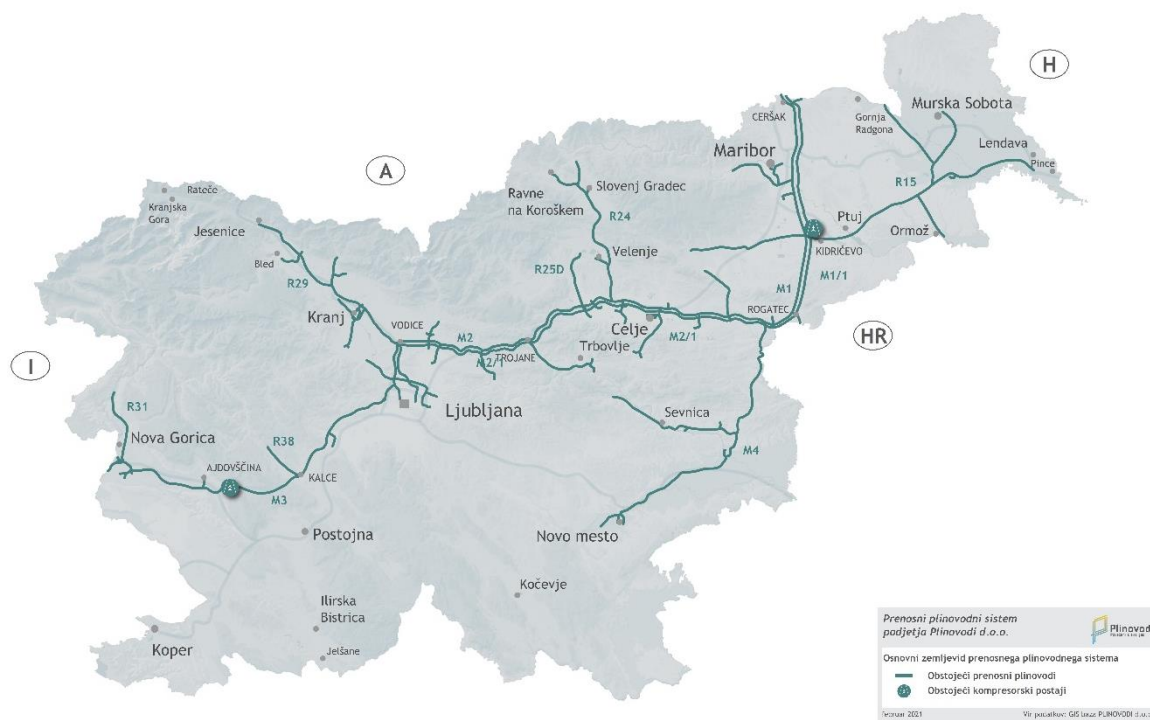 H
Murska Sobota
CERŠAK
Gornja
Radgona
Lendava
Pince
Maribor
A
Rateče
Kranjska
Gora
Ravne
na Koroškem
Slovenj Gradec
R15
R24
Ptuj
Ormož
Jesenice
Bled
Velenje
KIDRIČEVO
R29
R25D
M1
M1/1
Kranj
ROGATEC
VODICE
M2
Celje
M2/1
HR
TROJANE
M2/1
Trbovlje
I
Ljubljana
R31
Sevnica
Nova Gorica
R38
M4
AJDOVŠČINA
KALCE
M3
Postojna
Novo mesto
Kočevje
Ilirska
Bistrica
Koper
Jelšane
Prenosni plinovodni sistem
podjetja Plinovodi d.o.o.
Plinovodi
Osnovni zemljevid prenosnega plinovodnega sistema
Obstoječi prenosni plinovodi
Obstoječi kompresorski postaji
februar 2021
Vir podatkov: GIS baza PLINOVODI d.o.o.